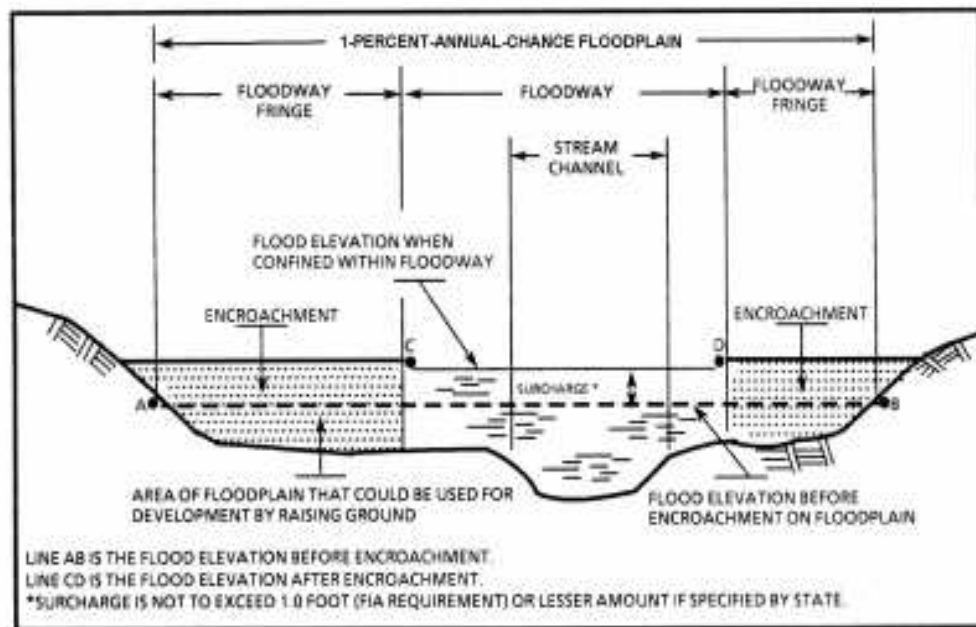 1-PERCENT-ANNUAL-CHANCE FLOODPLAIN
FLOODWAY
FRINGE
FLOODWAY
FLOODWAY
FRINGE
STREAM
CHANNEL
FLOOD ELEVATION WHEN
CONFINED WITHIN FLOODWAY
ENCROACHMENT
ENCROACHMENT
C
D
SURCHARGE *
A
B
AREA OF FLOODPLAIN THAT COULD BE USED FOR
DEVELOPMENT BY RAISING GROUND
FLOOD ELEVATION BEFORE
ENCROACHMENT ON FLOODPLAIN
LINE AB IS THE FLOOD ELEVATION BEFORE ENCROACHMENT.
LINE CD IS THE FLOOD ELEVATION AFTER ENCROACHMENT.
*SURCHARGE IS NOT TO EXCEED 1.0 FOOT (FIA REQUIREMENT) OR LESSER AMOUNT IF SPECIFIED BY STATE.